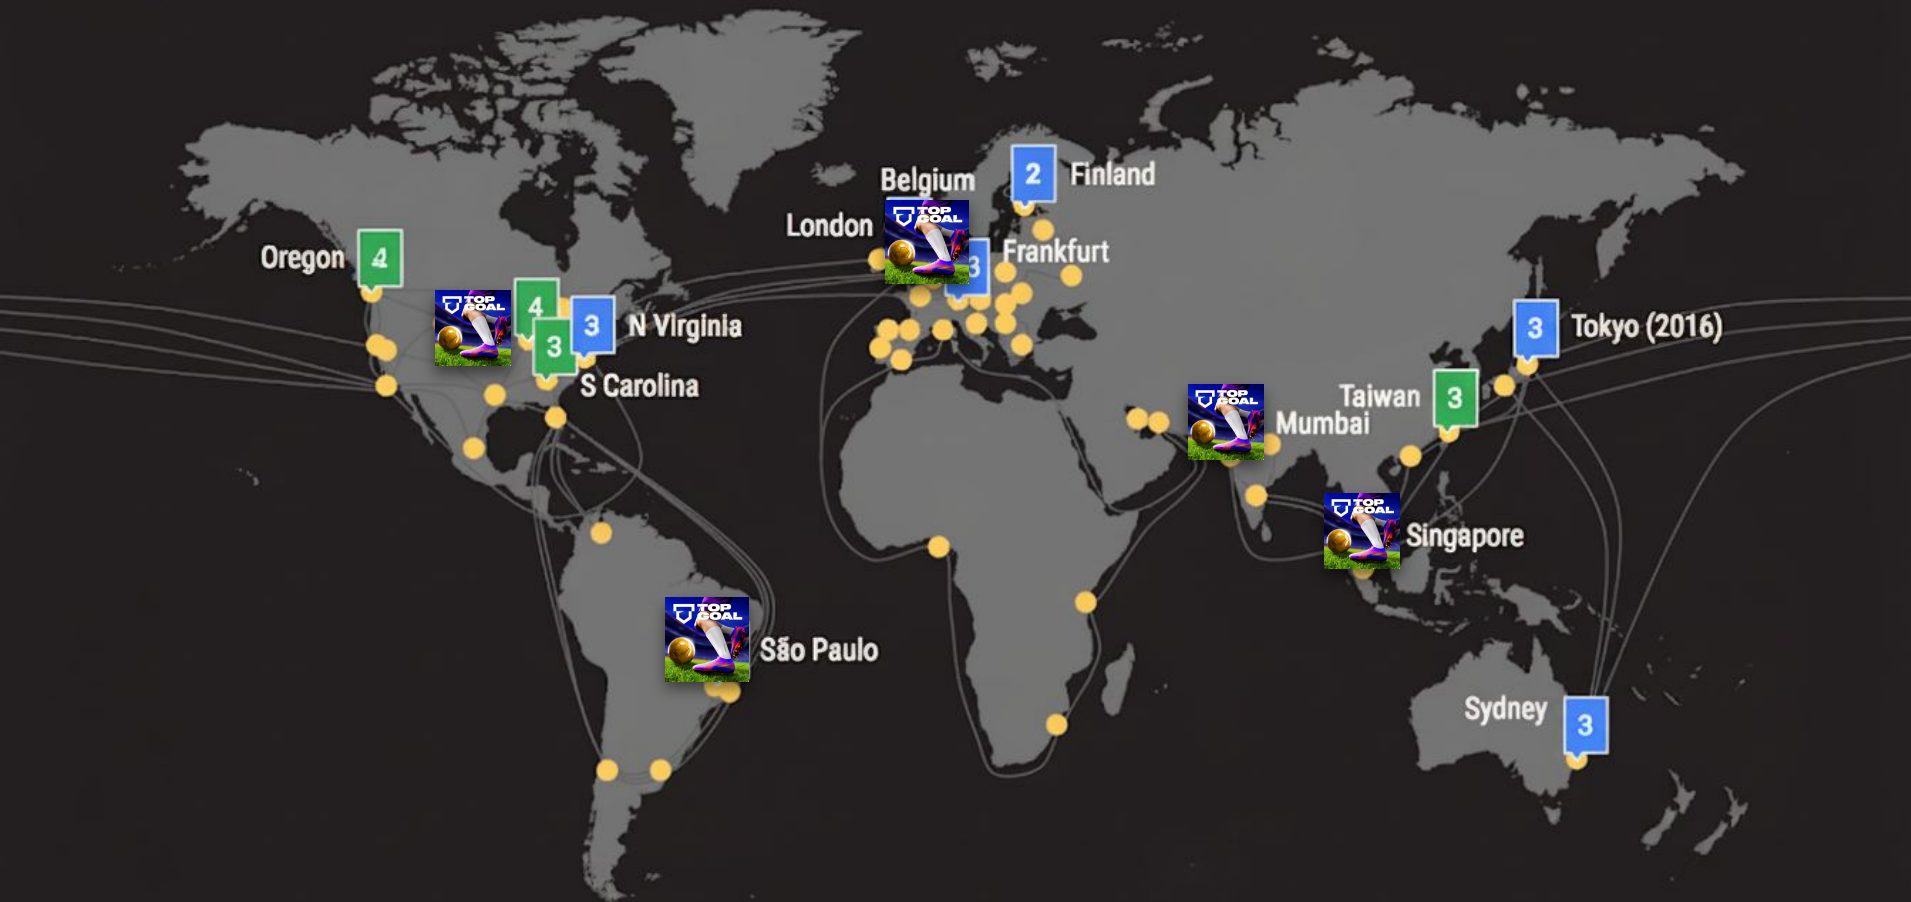 2
Finland
Belgium
TOP
GOAL
London
3
Frankfurt
Oregon
4
TOP
GOAL
4
3
N Virginia
3
S Carolina
3
Tokyo (2016)
Taiwan
3
TOP
GOAL
Mumbai
TOP
GOAL
Singapore
TOP
GOAL
São Paulo
Sydney
3